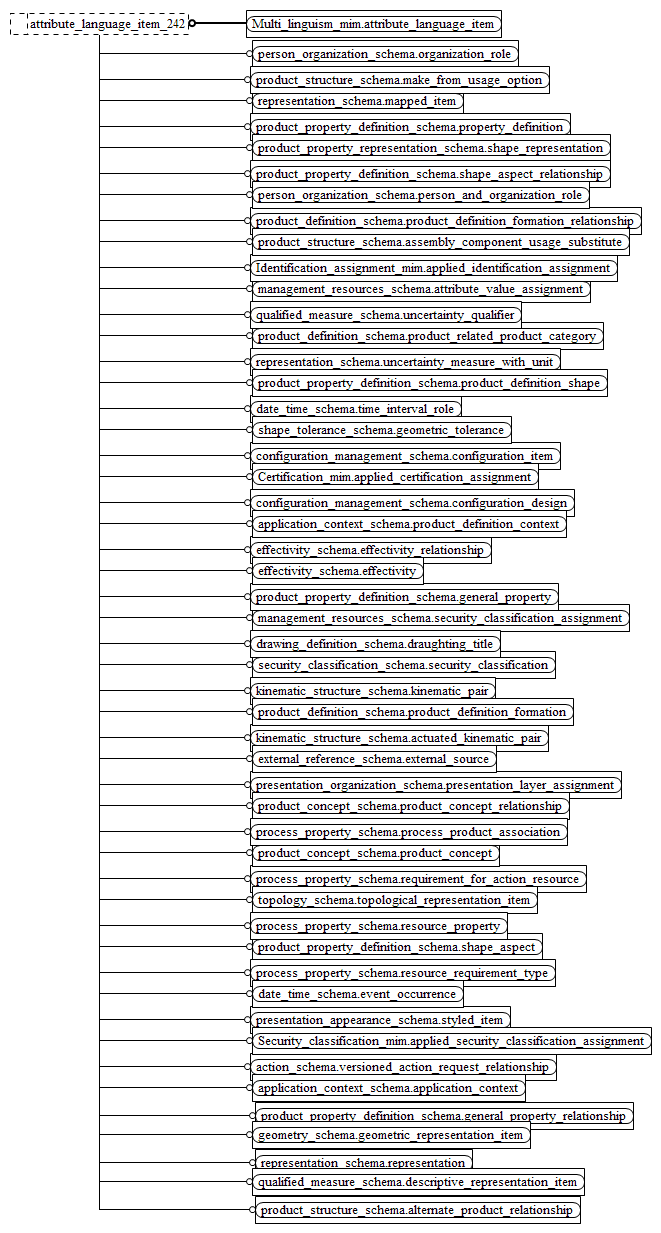 attribute_language_item_242
Multi_linguism_mim.attribute_language_item
person_organization_schema.organization_role
product_structure_schema.make_from_usage_option
representation_schema.mapped_item
product_property_definition_schema.property_definition
product_property_representation_schema.shape_representation
product_property_definition_schema.shape_aspect_relationship
person_organization_schema.person_and_organization_role
product_definition_schema.product_definition_formation_relationship
product_structure_schema.assembly_component_usage_substitute
Identification_assignment_mim.applied_identification_assignment
management_resources_schema.attribute_value_assignment
qualified_measure_schema.uncertainty_qualifier
product_definition_schema.product_related_product_category
representation_schema.uncertainty_measure_with_unit
product_property_definition_schema.product_definition_shape
date_time_schema.time_interval_role
shape_tolerance_schema.geometric_tolerance
configuration_management_schema.configuration_item
Certification_mim.applied_certification_assignment
configuration_management_schema.configuration_design
application_context_schema.product_definition_context
effectivity_schema.effectivity_relationship
effectivity_schema.effectivity
product_property_definition_schema.general_property
management_resources_schema.security_classification_assignment
drawing_definition_schema.draughting_title
security_classification_schema.security_classification
kinematic_structure_schema.kinematic_pair
product_definition_schema.product_definition_formation
kinematic_structure_schema.actuated_kinematic_pair
external_reference_schema.external_source
presentation_organization_schema.presentation_layer_assignment
product_concept_schema.product_concept_relationship
process_property_schema.process_product_association
product_concept_schema.product_concept
process_property_schema.requirement_for_action_resource
topology_schema.topological_representation_item
process_property_schema.resource_property
product_property_definition_schema.shape_aspect
process_property_schema.resource_requirement_type
date_time_schema.event_occurrence
presentation_appearance_schema.styled_item
Security_classification_mim.applied_security_classification_assignment
action_schema.versioned_action_request_relationship
application_context_schema.application_context
product_property_definition_schema.general_property_relationship
geometry_schema.geometric_representation_item
representation_schema.representation
qualified_measure_schema.descriptive_representation_item
product_structure_schema.alternate_product_relationship